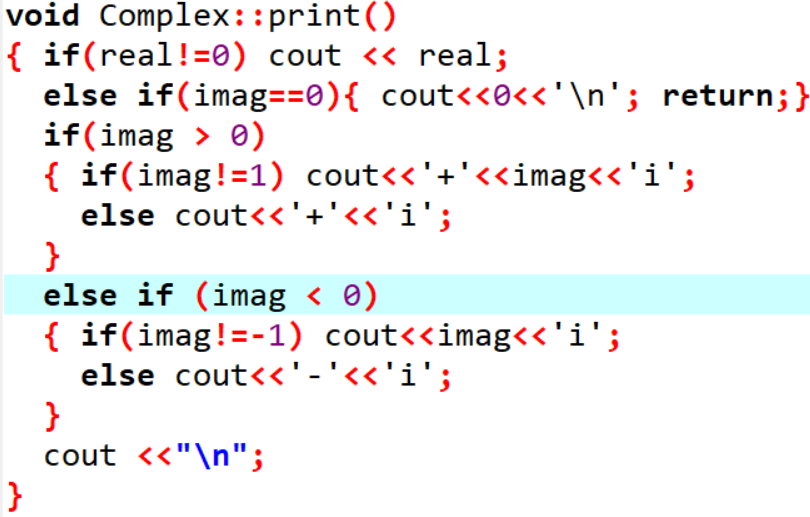 void Complex::print()
{ if(real!=0) cout << real;
  else if(imag==0){ cout<<0<<'\n'; return;}
  if(imag > 0)
  { if(imag!=1) cout<<'+'<<imag<<'i';
    else cout<<'+'<<'i';
  }
  else if (imag < 0)
  { if(imag!=-1) cout<<imag<<'i';
    else cout<<'-'<<'i';
  }
  cout <<"\n";
}